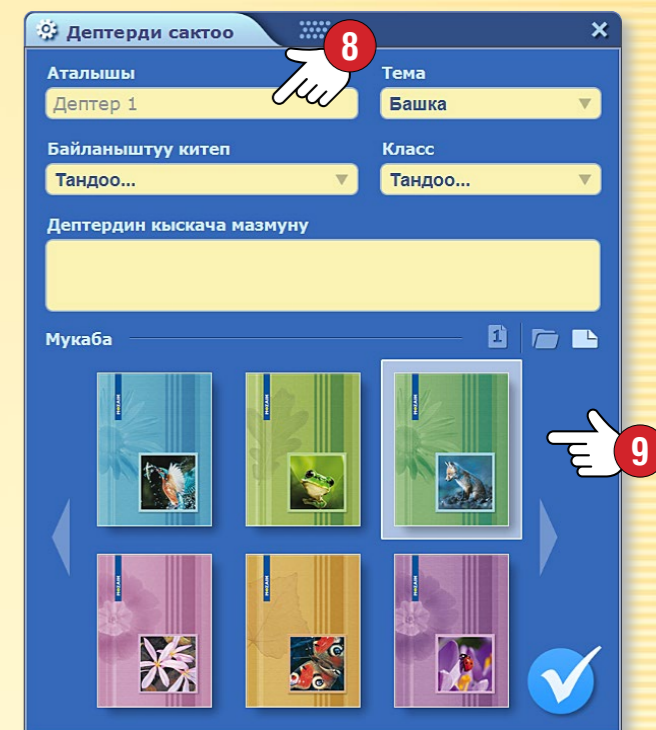 Дептерди сактоо
8
Аталышы
Тема
Дептер 1
Башка
Байланыштуу китеп
Класс
Тандоо...
Тандоо...
Дептердин кыскача мазмуну
Мукаба
1
9